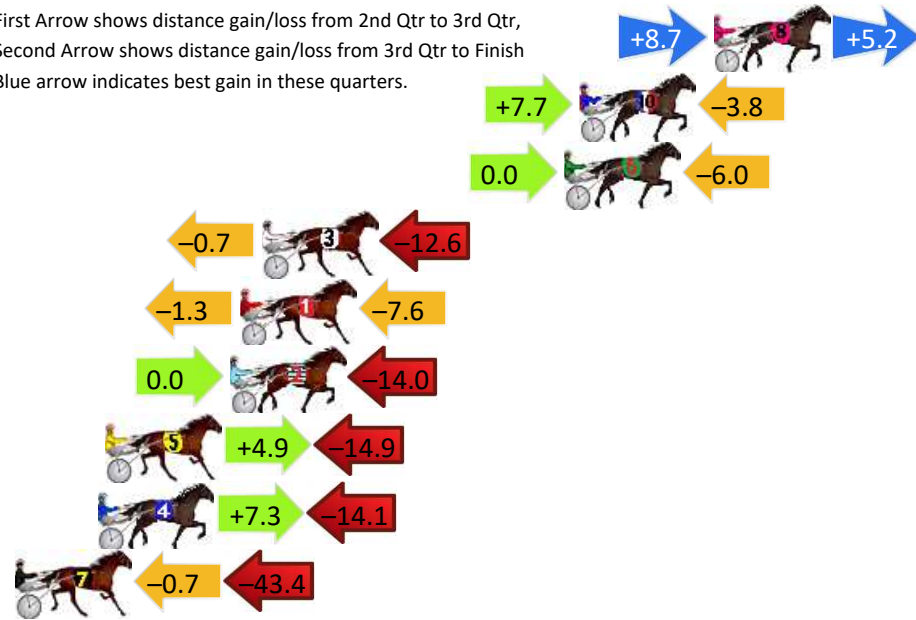 First Arrow shows distance gain/loss from 2nd Qtr to 3rd Qtr,
Second Arrow shows distance gain/loss from 3rd Qtr to Finish
Blue arrow indicates best gain in these quarters.
+8.7 8 +5.2
+7.7 10 –3.8
0.0 –6.0
–0.7 3 –12.6
–1.3 1 –7.6
0.0 2 –14.0
5 +4.9 –14.9
4 +7.3 –14.1
7 –0.7 –43.4